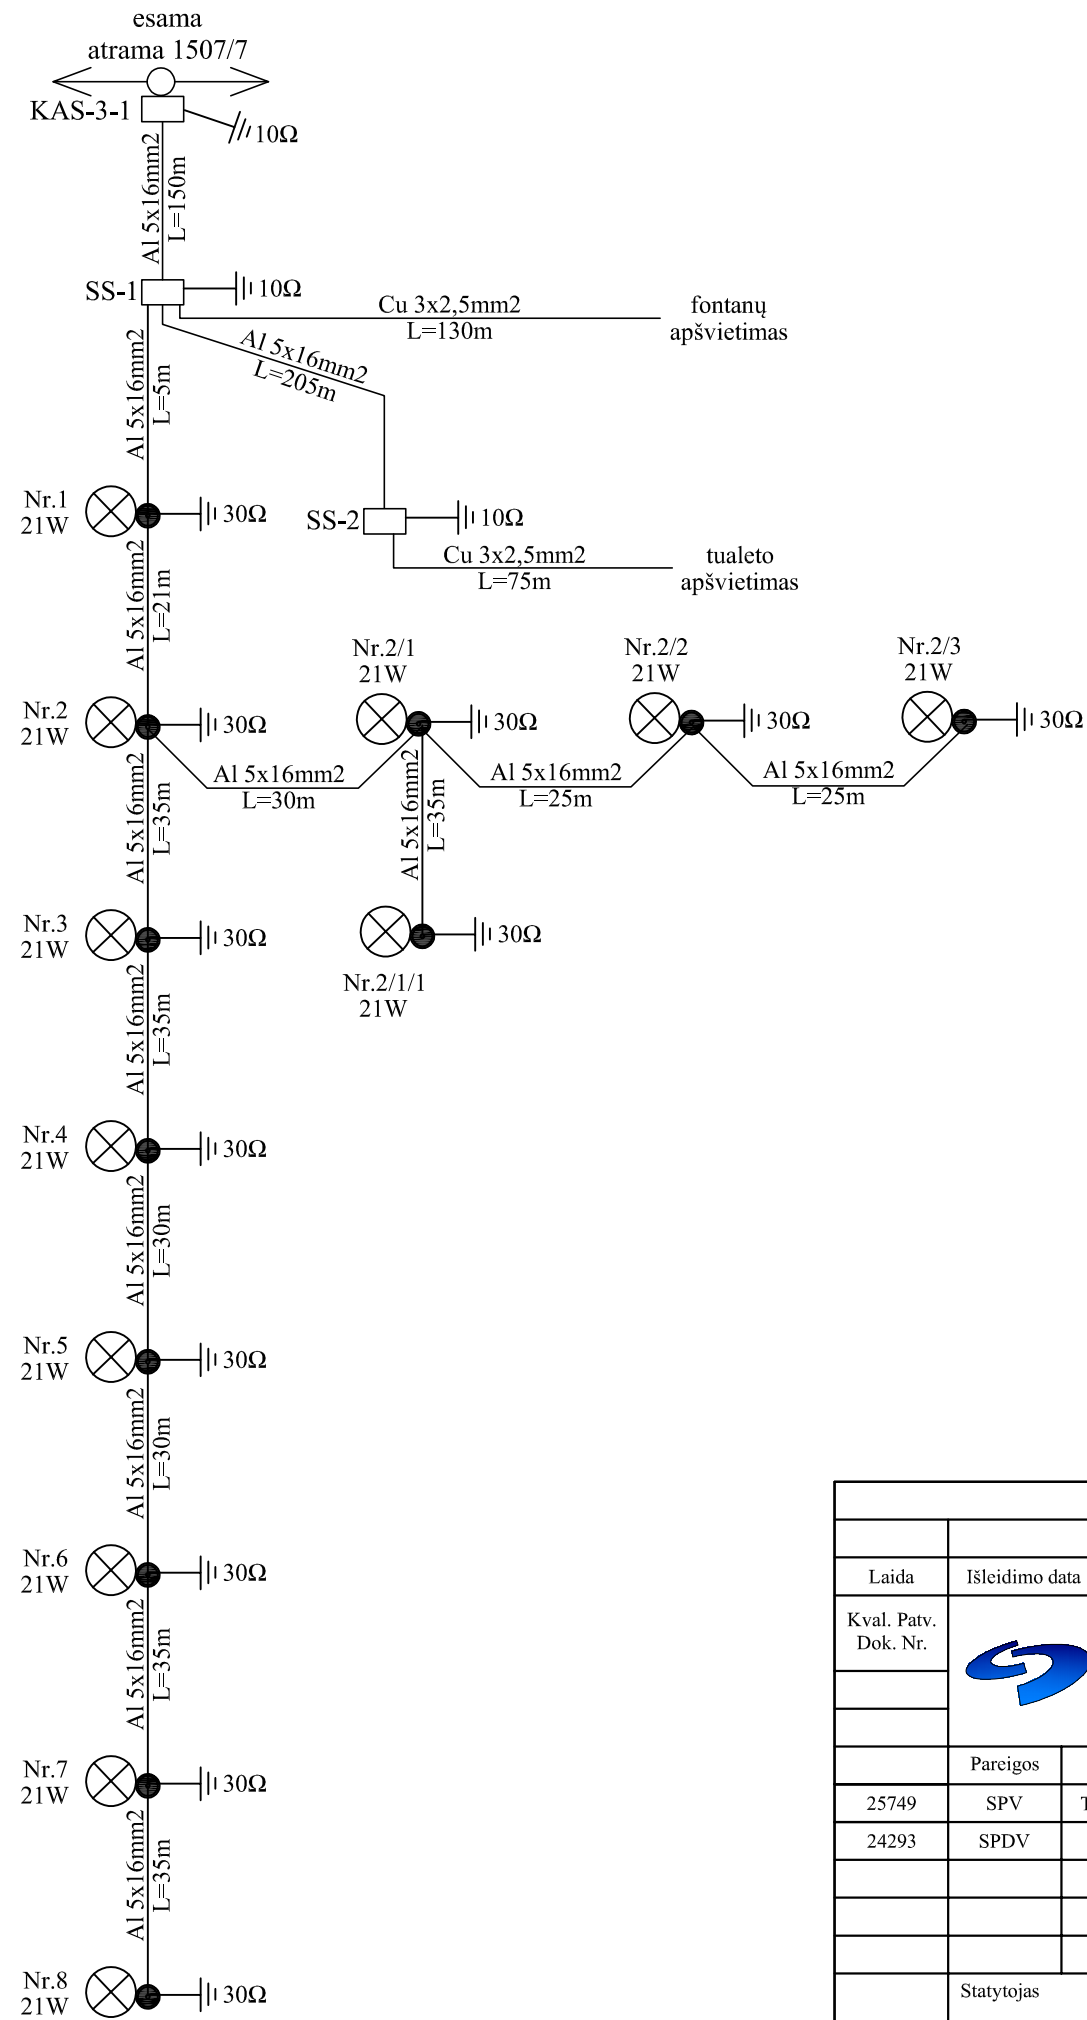 esama
atrama 1507/7
KAS-3-1
10Ω
Al 5x16mm2
L=150m
SS-1
10Ω
Cu 3x2,5mm2
L=130m
fontanų
apšvietimas
Al 5x16mm2
L=205m
Al 5x16mm2
L=5m
Nr.1
21W
30Ω
SS-2
10Ω
Cu 3x2,5mm2
L=75m
tualeto
apšvietimas
Al 5x16mm2
L=21m
Nr.2
21W
30Ω
Nr.2/1
21W
30Ω
Nr.2/2
21W
30Ω
Nr.2/3
21W
30Ω
Al 5x16mm2
L=30m
Al 5x16mm2
L=25m
Al 5x16mm2
L=25m
Al 5x16mm2
L=35m
Al 5x16mm2
L=35m
Nr.3
21W
30Ω
30Ω
Nr.2/1/1
21W
Al 5x16mm2
L=35m
Nr.4
21W
30Ω
Al 5x16mm2
L=30m
Nr.5
21W
30Ω
Al 5x16mm2
L=30m
Nr.6
21W
30Ω
Al 5x16mm2
L=35m
Nr.7
21W
30Ω
Al 5x16mm2
L=35m
Nr.8
21W
30Ω
Laida
Išleidimo data
Kval. Patv.
Dok. Nr.
Pareigos
25749
SPV
T
24293
SPDV
Statytojas